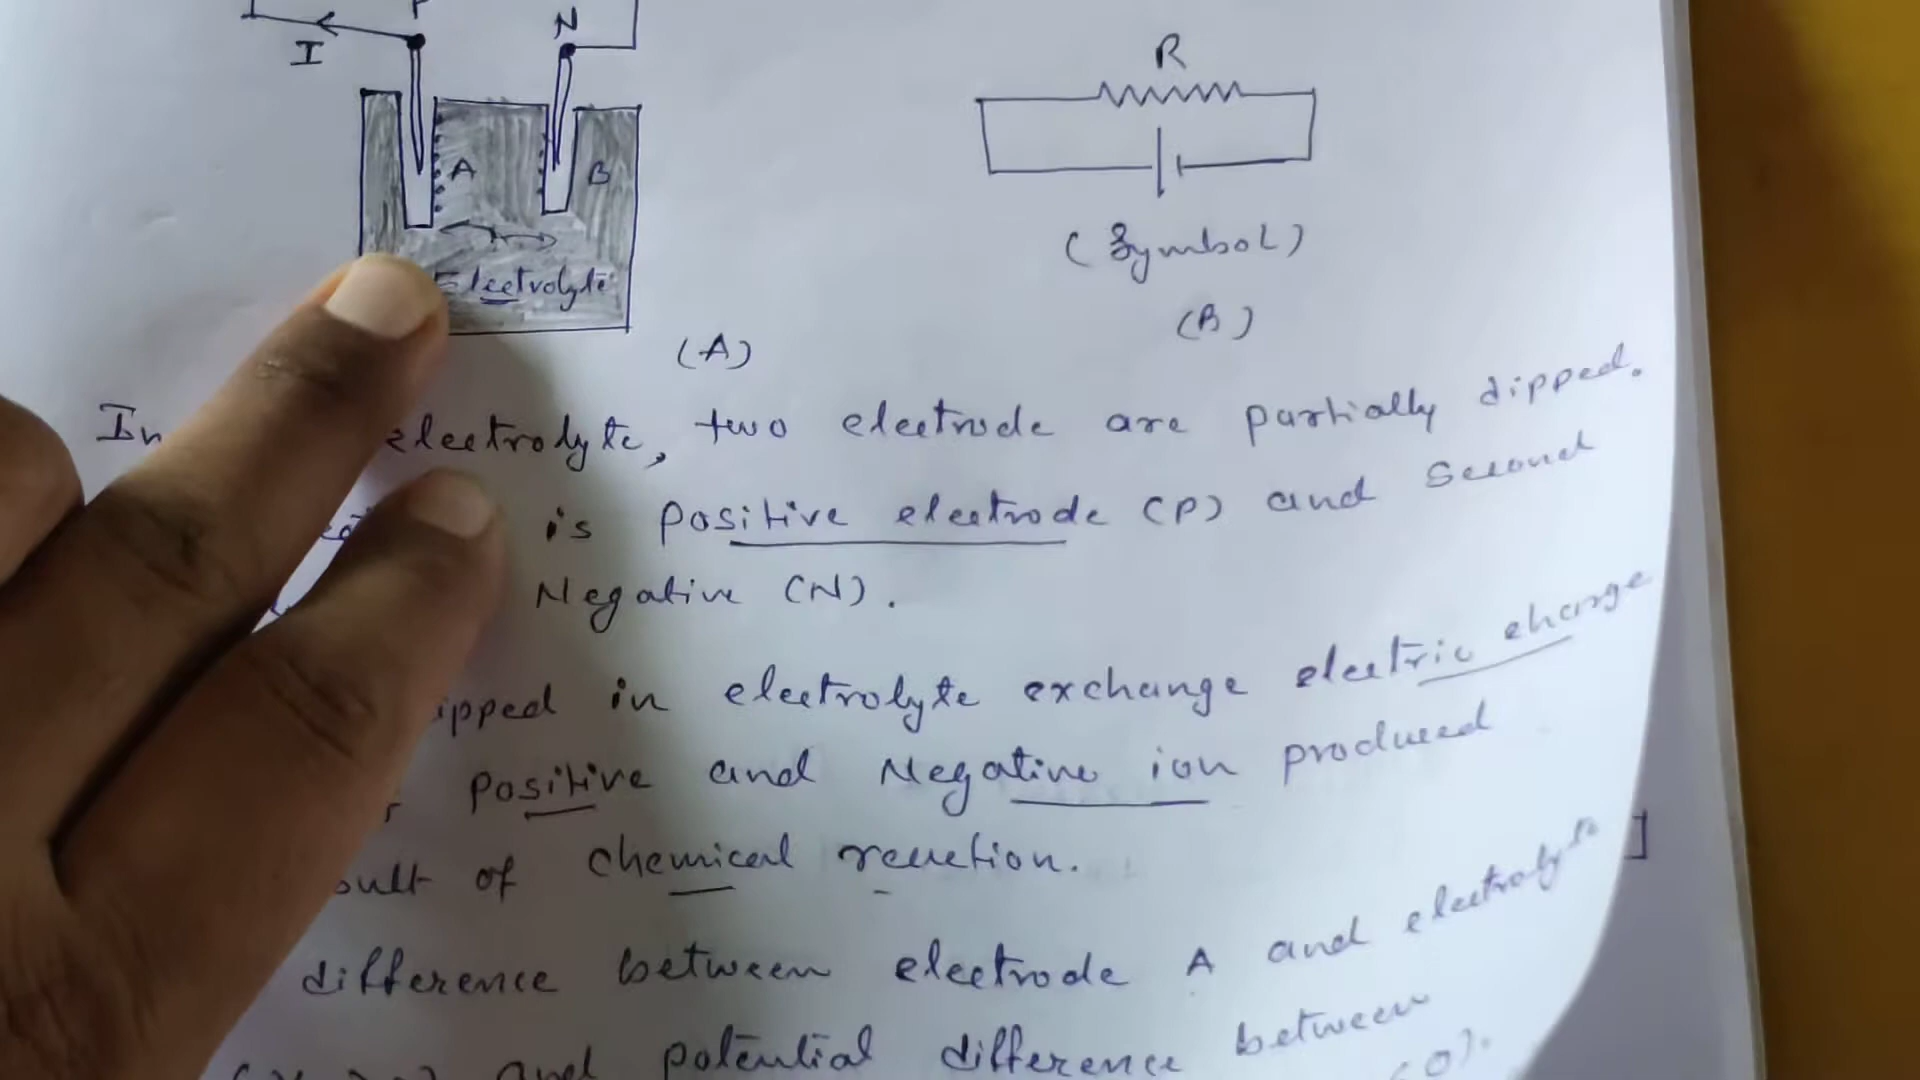 I
N
A
B
Electrolyte
(A)
R
(Symbol)
(B)
In electrolyte, two electrode are partially dipped.
is positive electrode (P) and second
Negative (N).
ipped in electrolyte exchange electric charge
positive and Negative ion produced
sult of chemical reaction.
difference between electrode A and electrolyte ]
and potential difference between